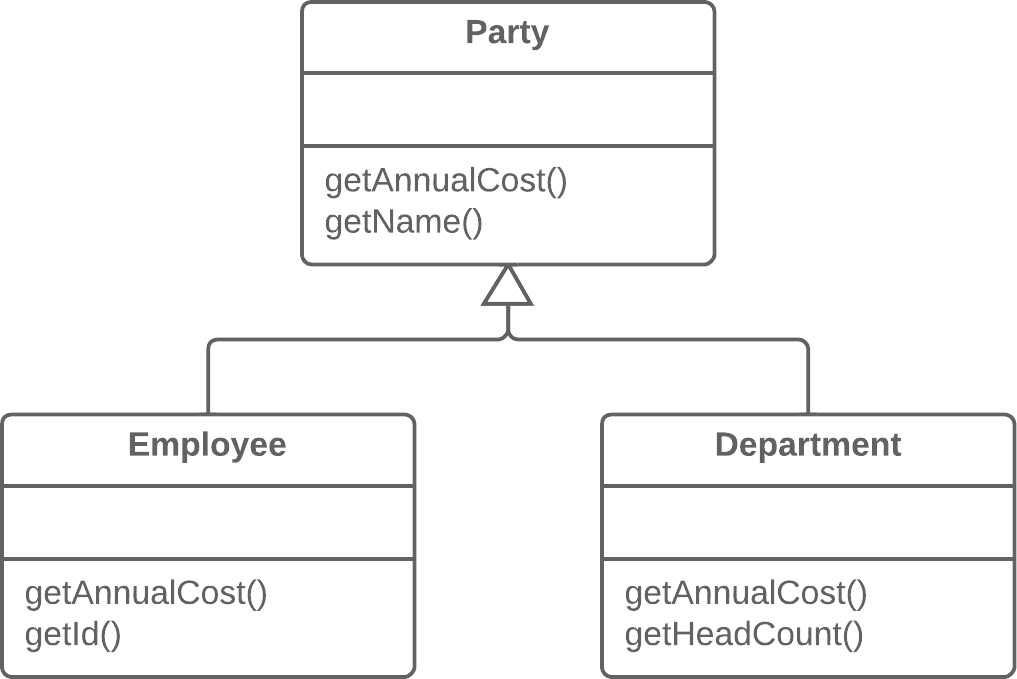 Party
getAnnualCost()
getName()
Employee
getAnnualCost()
getId()
Department
getAnnualCost()
getHeadCount()